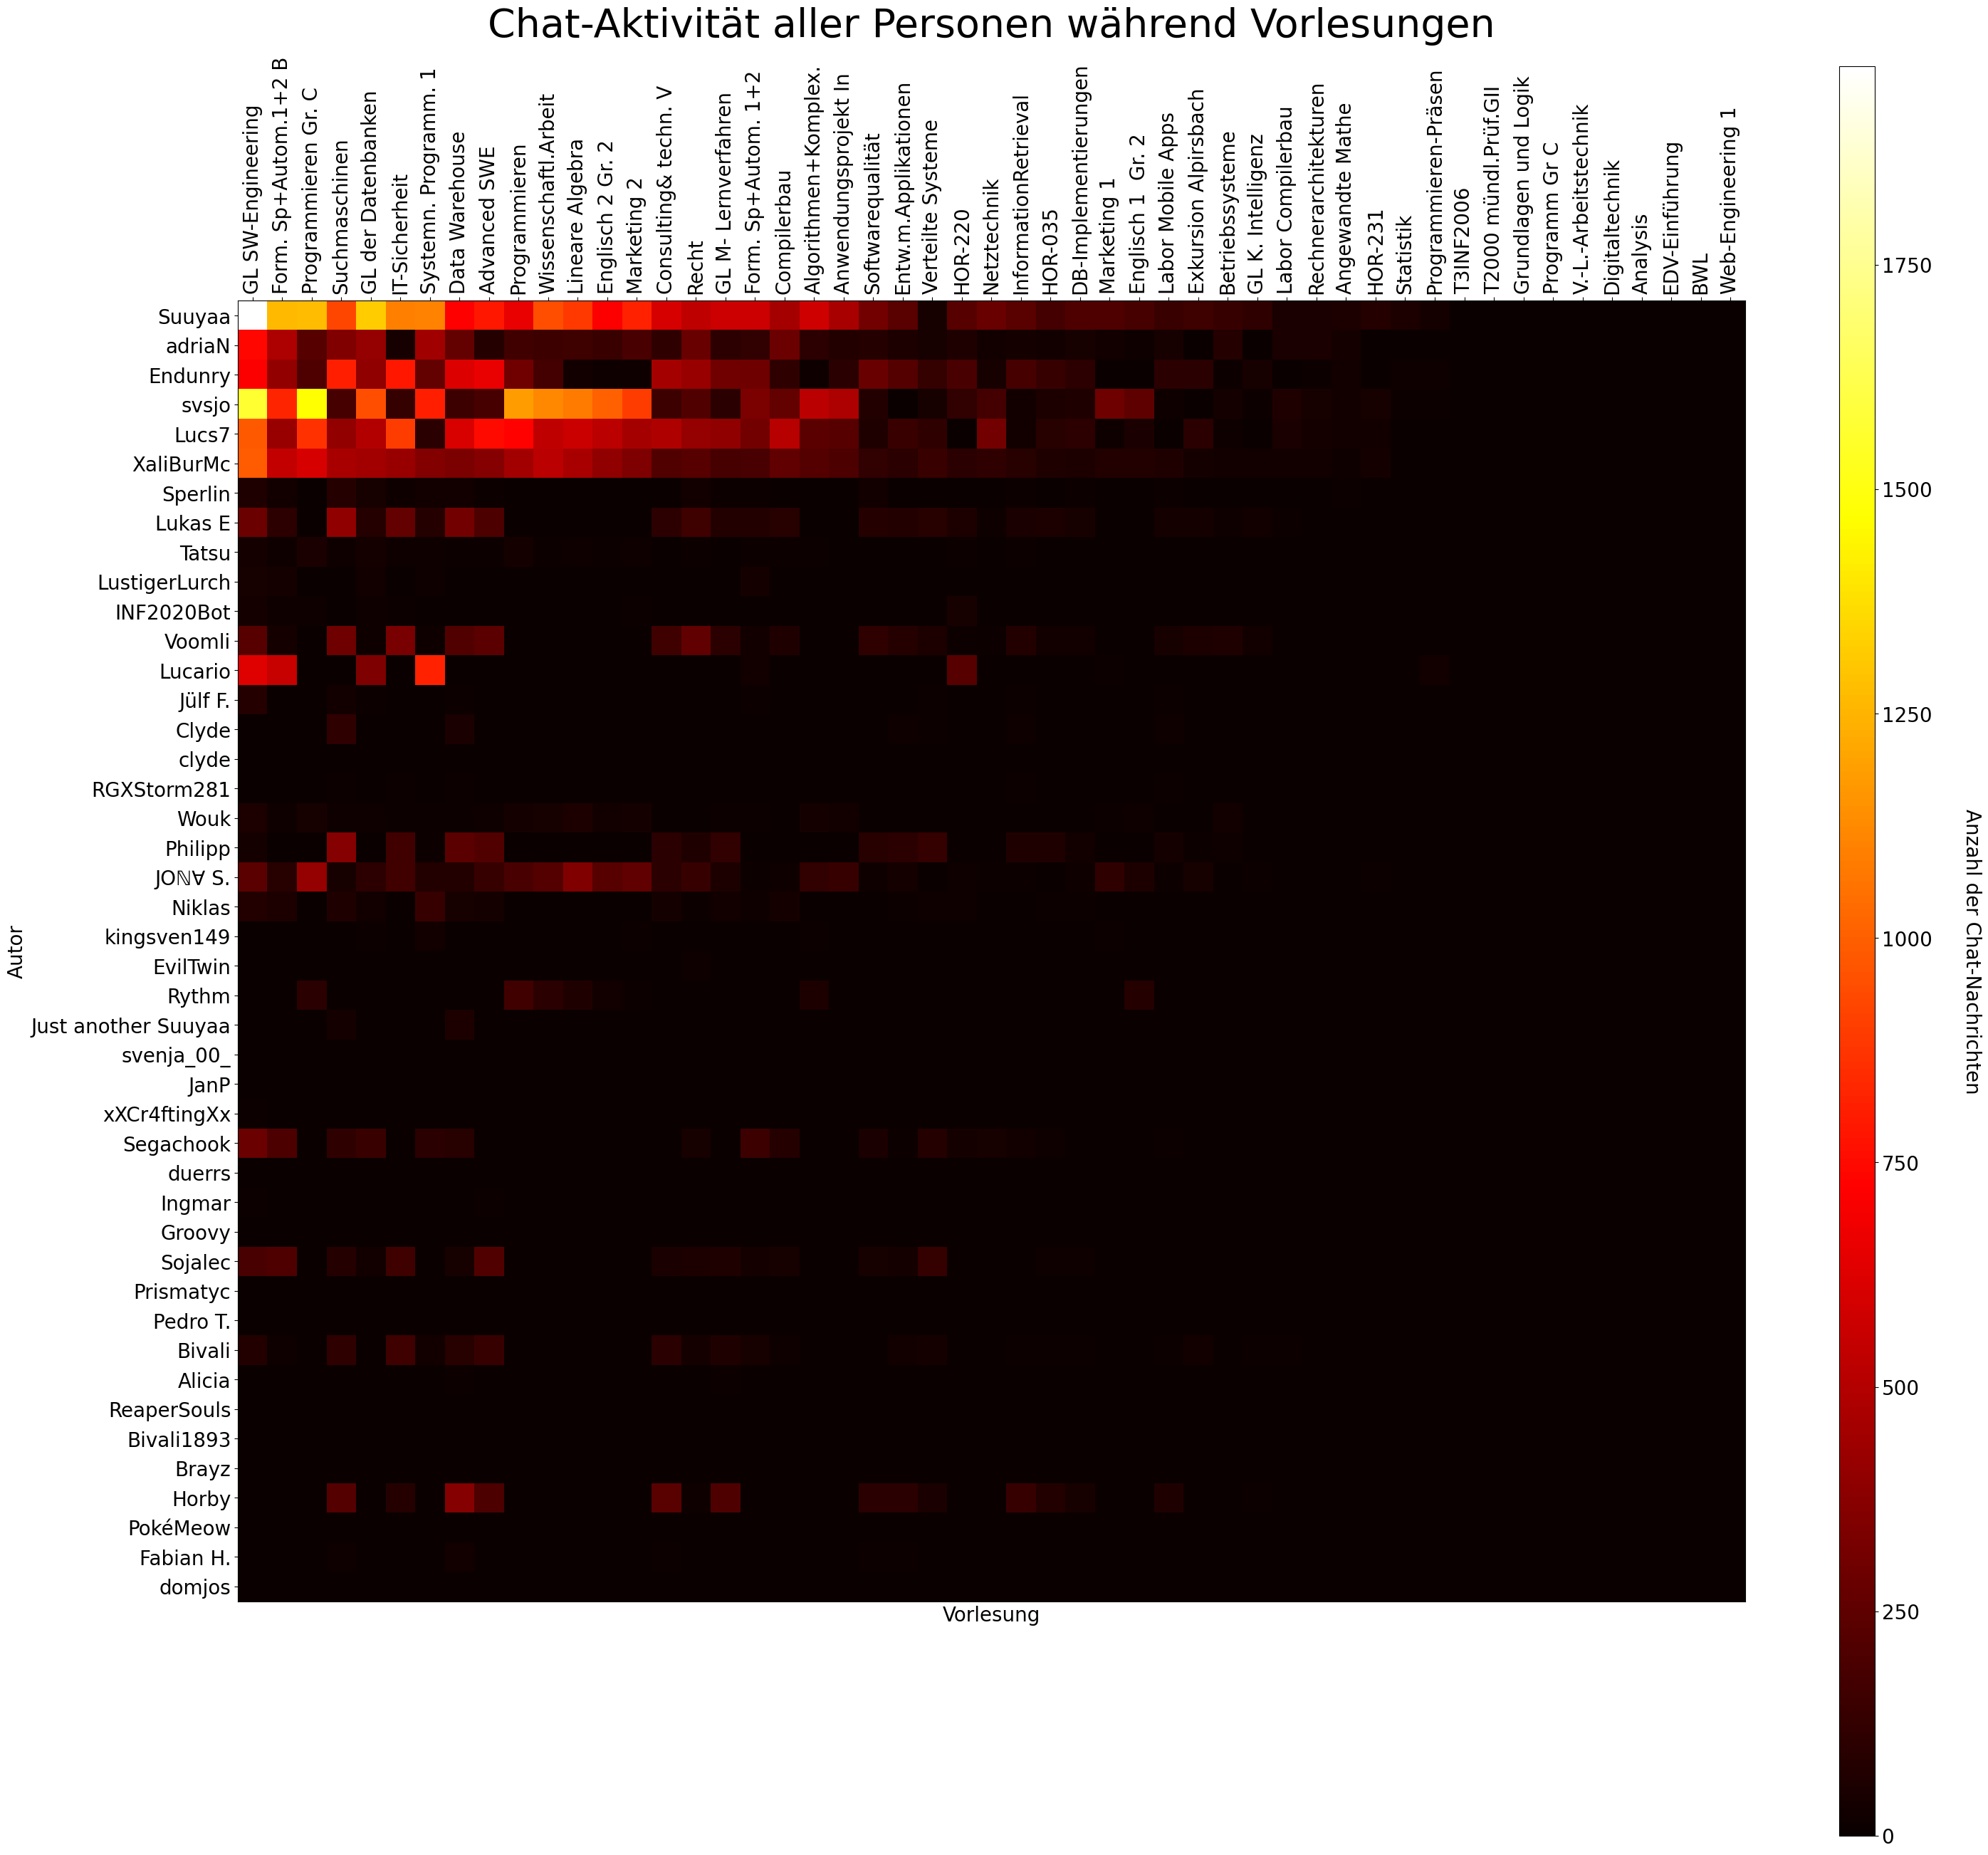 Chat-Aktivität aller Personen während Vorlesungen
GL SW-Engineering
Form. Sp+Autom.1+2 B
Programmieren Gr. C
Suchmaschinen
GL der Datenbanken
IT-Sicherheit
Systemn. Programm. 1
Data Warehouse
Advanced SWE
Programmieren
Wissenschaftl.Arbeit
Lineare Algebra
Englisch 2 Gr. 2
Marketing 2
Consulting& techn. V
Recht
GL M- Lernverfahren
Form. Sp+Autom. 1+2
Compilerbau
Algorithmen+Komplex.
Anwendungsprojekt In
Softwarequalität
Entw.m.Applikationen
Verteilte Systeme
HOR-220
Netztechnik
InformationRetrieval
HOR-035
DB-Implementierungen
Marketing 1
Englisch 1 Gr. 2
Labor Mobile Apps
Exkursion Alpirsbach
Betriebssysteme
GL K. Intelligenz
Labor Compilerbau
Rechnerarchitekturen
Angewandte Mathe
HOR-231
Statistik
Programmieren-Präsen
T3INF2006
T2000 mündl.Prüf.GII
Grundlagen und Logik
Programm Gr C
V.-L.-Arbeitstechnik
Digitaltechnik
Analysis
EDV-Einführung
BWL
Web-Engineering 1
Autor
Suuyaa
adriaN
Endunry
svsjo
Lucs7
XaliBurMc
Sperlin
Lukas E
Tatsu
LustigerLurch
INF2020Bot
Voomli
Lucario
Jülf F.
Clyde
clyde
RGXStorm281
Wouk
Philipp
JOℕ∀ S.
Niklas
kingsven149
EvilTwin
Rythm
Just another Suuyaa
svenja_00_
JanP
xXCr4ftingXx
Segachook
duerrs
Ingmar
Groovy
Sojalec
Prismatyc
Pedro T.
Bivali
Alicia
ReaperSouls
Bivali1893
Brayz
Horby
PokéMeow
Fabian H.
domjos
Vorlesung
1750
1500
1250
1000
750
500
250
0
Anzahl der Chat-Nachrichten